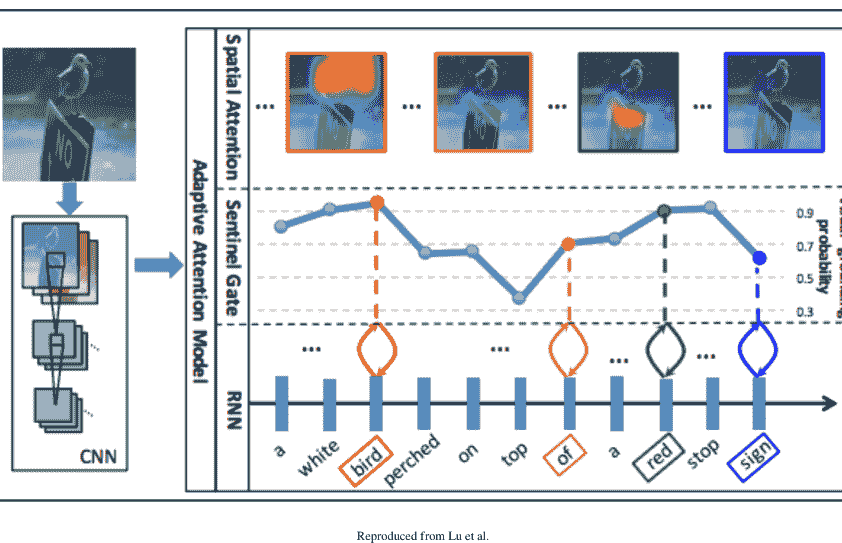 Spatial Attention
NO
Adaptive Attention Model
Sentinel Gate
0.9
0.7
0.5
0.3
probability
RNN
CNN
... ... ... ...
... ... ... ...
a white bird perched on top of a red stop sign
Reproduced from Lu et al.